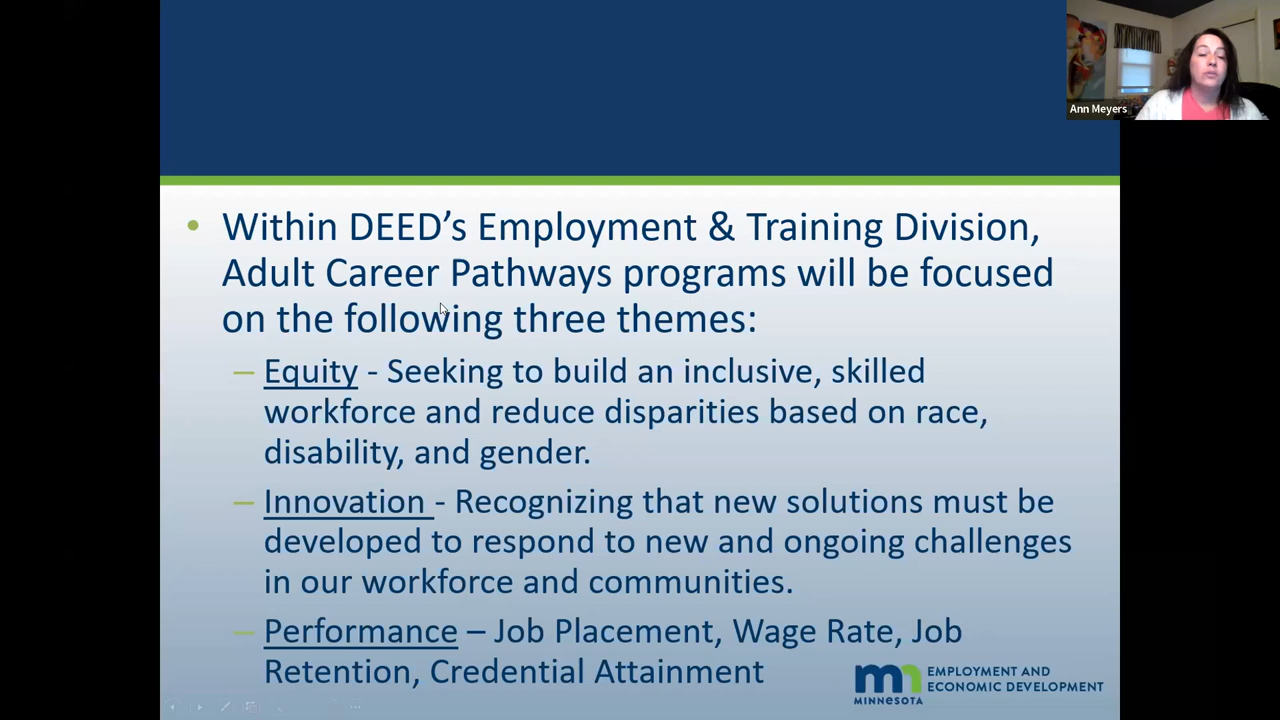 Ann Meyers
• Within DEED's Employment & Training Division,
Adult Career Pathways programs will be focused
on the following three themes:
– Equity - Seeking to build an inclusive, skilled
workforce and reduce disparities based on race,
disability, and gender.
– Innovation - Recognizing that new solutions must be
developed to respond to new and ongoing challenges
in our workforce and communities.
– Performance – Job Placement, Wage Rate, Job
Retention, Credential Attainment
mn
MINNESOTA
EMPLOYMENT AND
ECONOMIC DEVELOPMENT